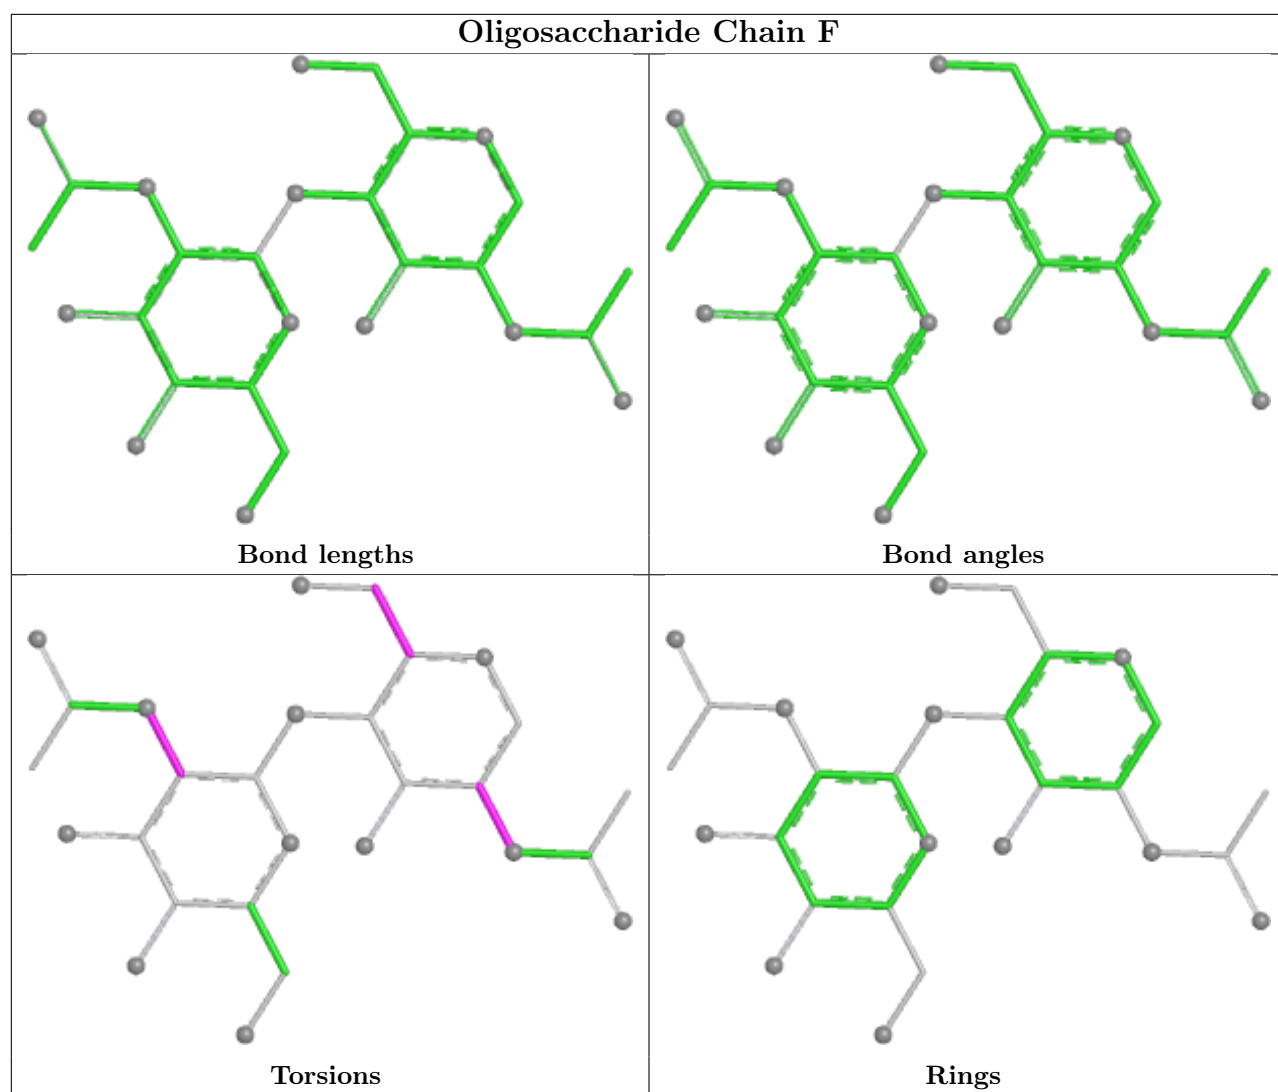 Oligosaccharide Chain F
Bond lengths
Bond angles
Torsions
Rings